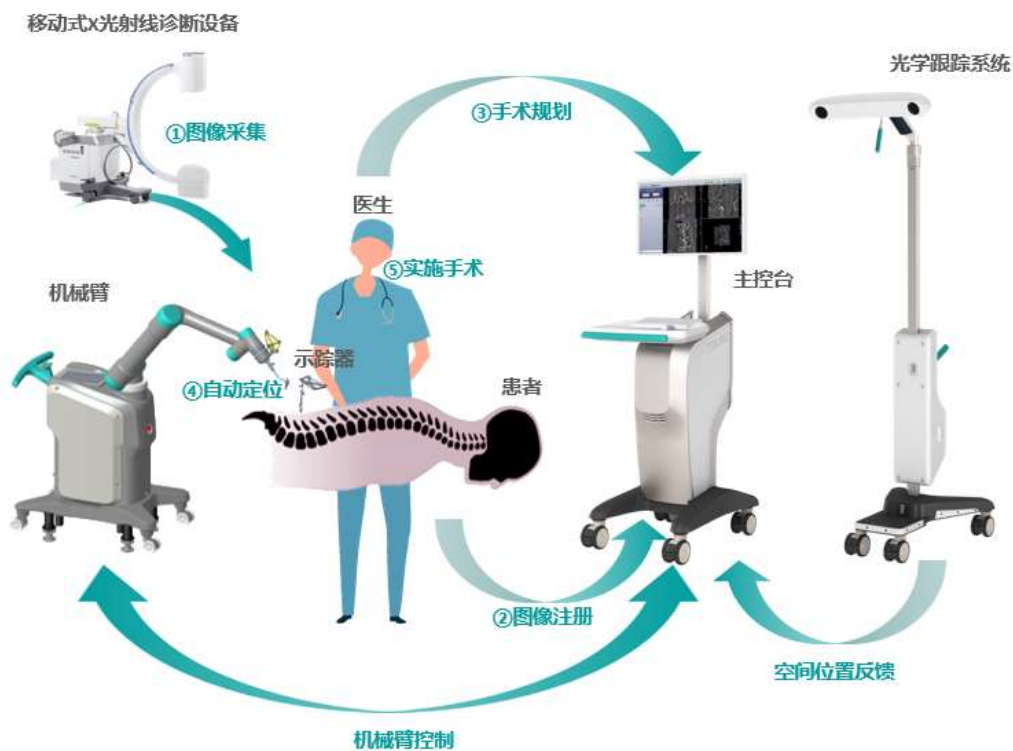 移动式X光射线诊断设备
光学跟踪系统
①图像采集
③手术规划
医生
⑤实施手术
主控台
机械臂
示踪器
④自动定位
患者
②图像注册
空间位置反馈
机械臂控制